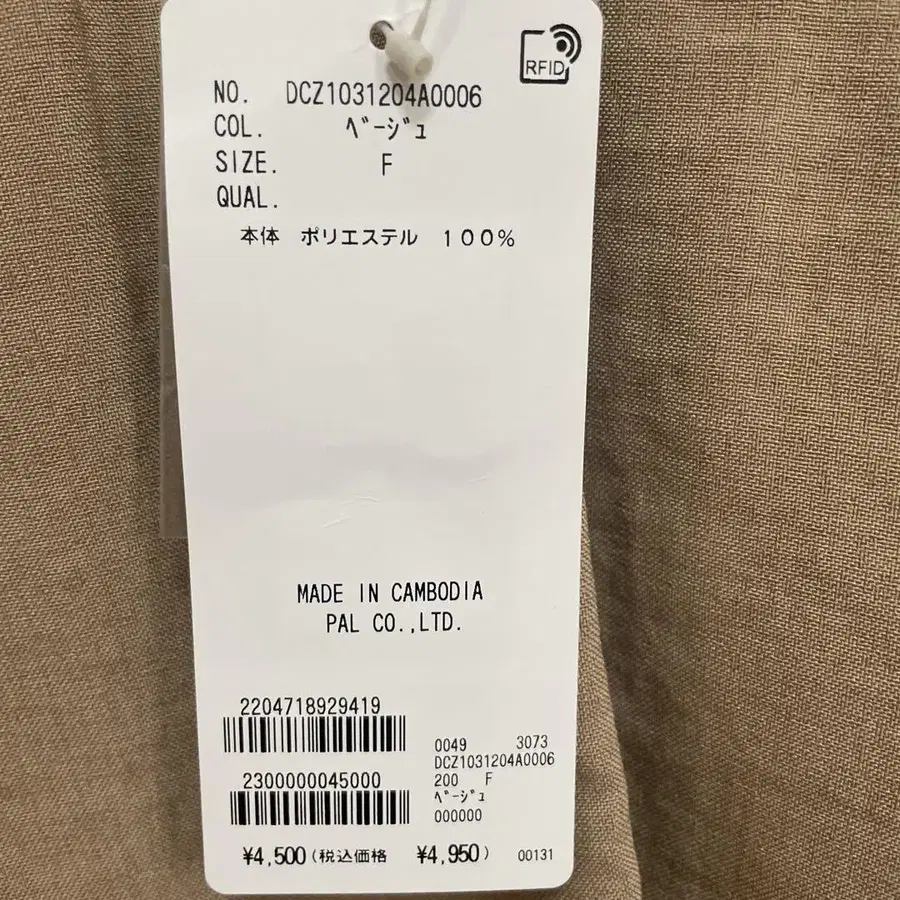 RFID
NO. DCZ1031204A0006
COL. ﾍﾞｰｼﾞｭ
SIZE. F
QUAL.
本体 ポリエステル 100%
MADE IN CAMBODIA
PAL CO.,LTD.
2204718929419
2300000045000
0049 3073
DCZ1031204A0006
200 F
ﾍﾞｰｼﾞｭ
000000
¥4,500(税込価格 ¥4,950) 00131